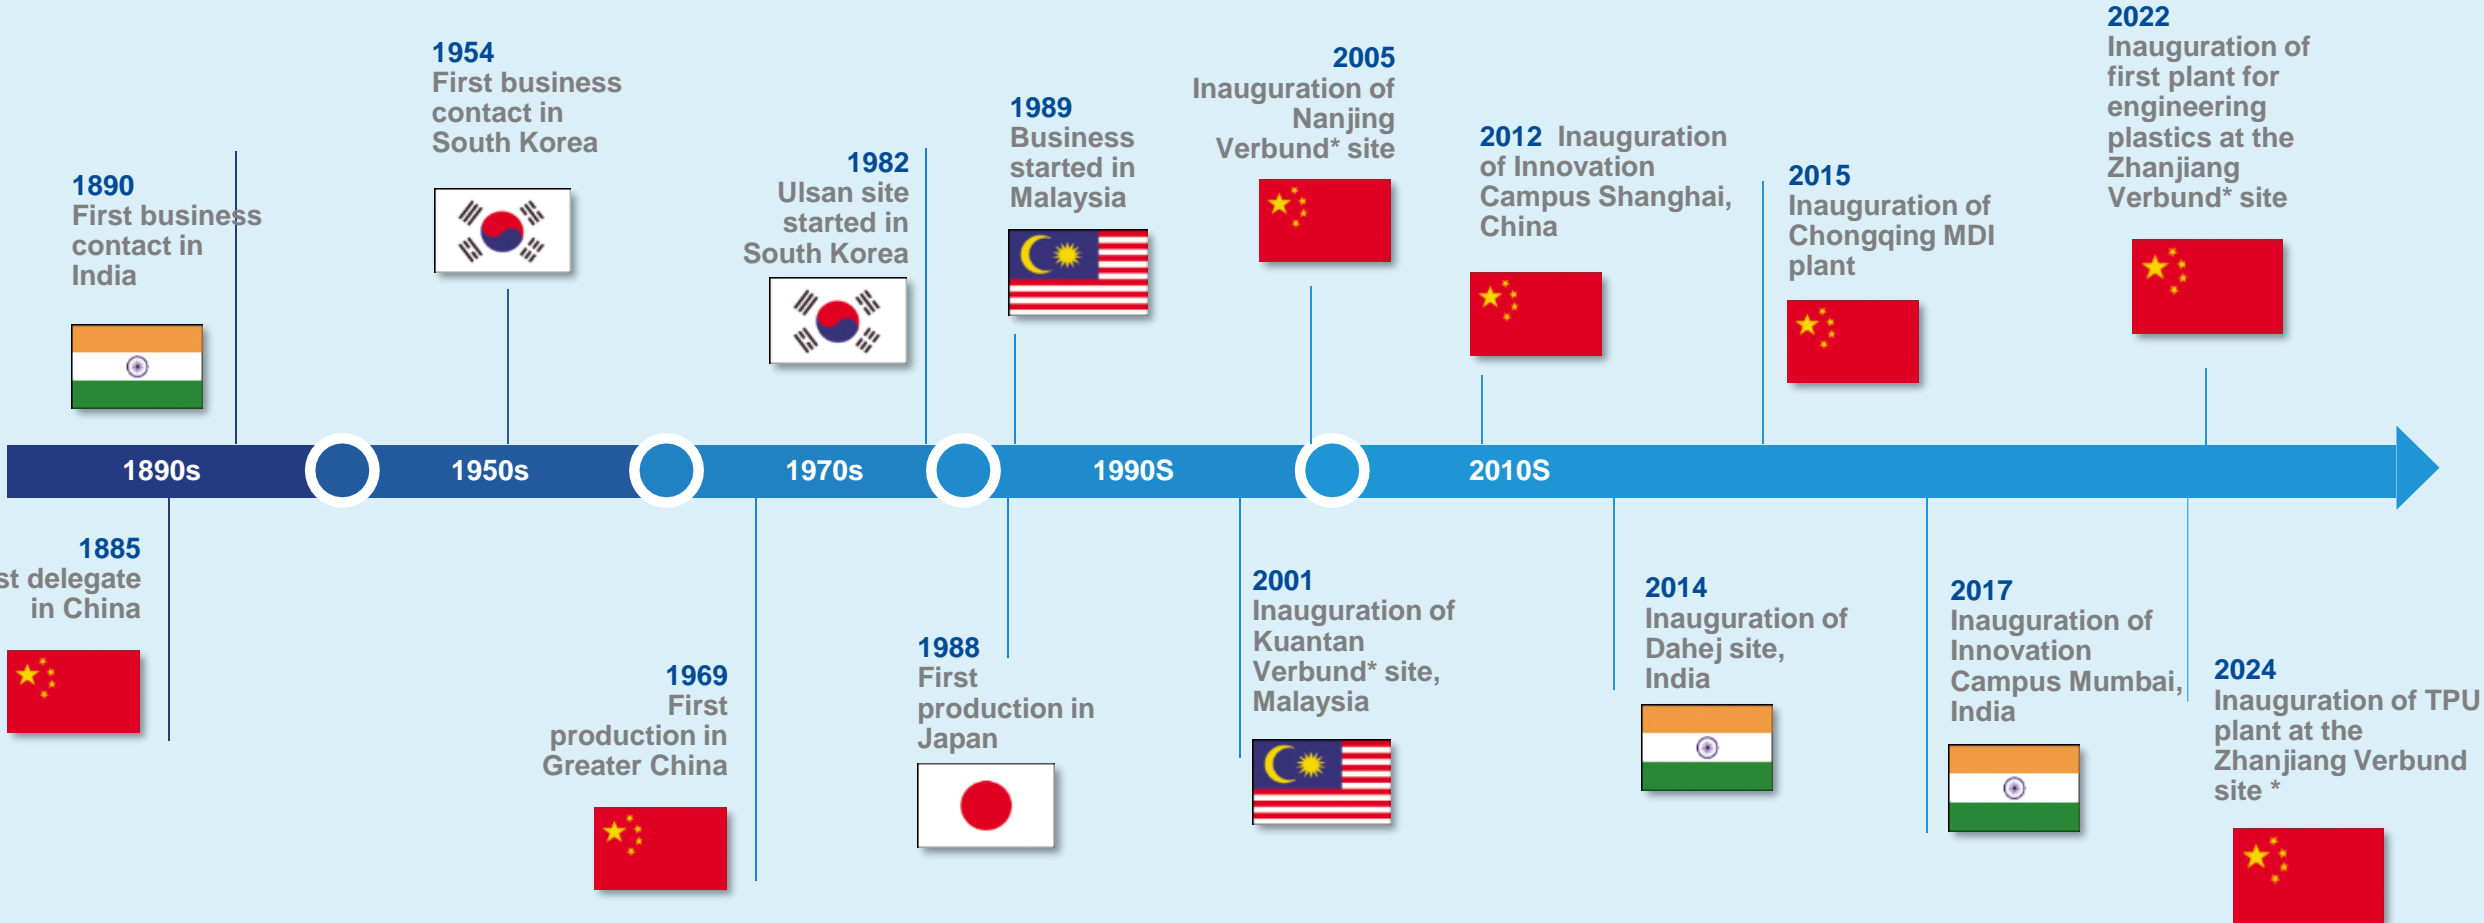 1890
First business
contact in
India
1954
First business
contact in
South Korea
1982
Ulsan site
started in
South Korea
1989
Business
started in
Malaysia
2005
Inauguration of
Nanjing
Verbund* site
2012 Inauguration
of Innovation
Campus Shanghai,
China
2015
Inauguration of
Chongqing MDI
plant
2022
Inauguration of
first plant for
engineering
plastics at the
Zhanjiang
Verbund* site
1890s
1950s
1970s
1990S
2010S
1885
st delegate
in China
1969
First
production in
Greater China
1988
First
production in
Japan
2001
Inauguration of
Kuantan
Verbund* site,
Malaysia
2014
Inauguration of
Dahej site,
India
2017
Inauguration of
Innovation
Campus Mumbai,
India
2024
Inauguration of TPU
plant at the
Zhanjiang Verbund
site *